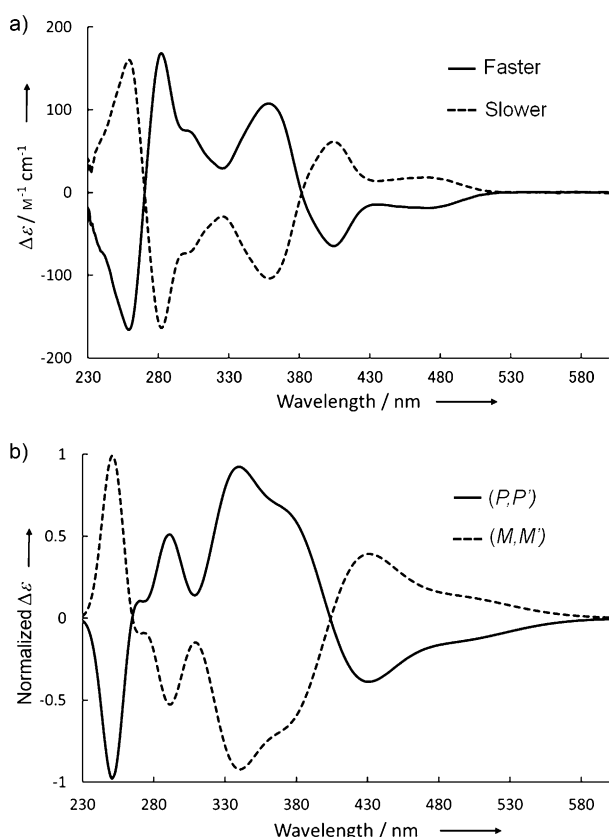 a)
200
100
0
-100
-200
Δε / M⁻¹ cm⁻¹
Faster
Slower
230 280 330 380 430 480 530 580
Wavelength / nm
b)
1
0.5
0
-0.5
-1
Normalized Δε
(P,P')
(M,M')
230 280 330 380 430 480 530 580
Wavelength / nm